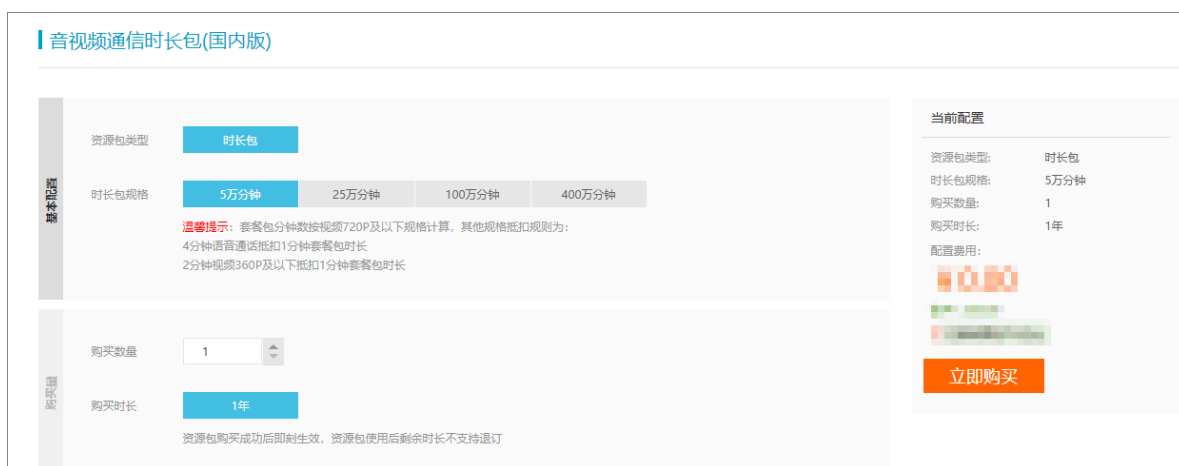 音视频通信时长包(国内版)
基本配置
资源包类型
时长包
时长包规格
5万分钟
25万分钟
100万分钟
400万分钟
温馨提示：套餐包分钟数按视频720P及以下规格计算，其他规格抵扣规则为：
4分钟语音通话抵扣1分钟套餐包时长
2分钟视频360P及以下抵扣1分钟套餐包时长
购买量
购买数量
1
购买时长
1年
资源包购买成功后即刻生效，资源包使用后剩余时长不支持退订
当前配置
资源包类型: 时长包
时长包规格: 5万分钟
购买数量: 1
购买时长: 1年
配置费用:
立即购买